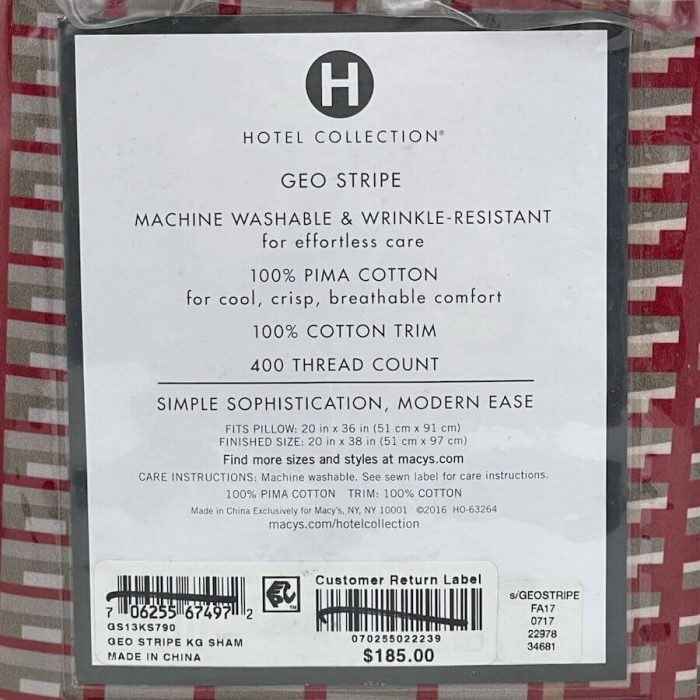 H
HOTEL COLLECTION®
GEO STRIPE
MACHINE WASHABLE & WRINKLE-RESISTANT
for effortless care
100% PIMA COTTON
for cool, crisp, breathable comfort
100% COTTON TRIM
400 THREAD COUNT
SIMPLE SOPHISTICATION, MODERN EASE
FITS PILLOW: 20 in x 36 in (51 cm x 91 cm)
FINISHED SIZE: 20 in x 38 in (51 cm x 97 cm)
Find more sizes and styles at macys.com
CARE INSTRUCTIONS: Machine washable. See sewn label for care instructions.
100% PIMA COTTON TRIM: 100% COTTON
Made in China Exclusively for Macy's, NY, NY 10001 ©2016 HO-63264
macys.com/hotelcollection
7 06255 67497 2
GS13KS790
GEO STRIPE KG SHAM
MADE IN CHINA
Customer Return Label
070255022239
$185.00
s/GEOSTRIPE
FA17
0717
22978
34681